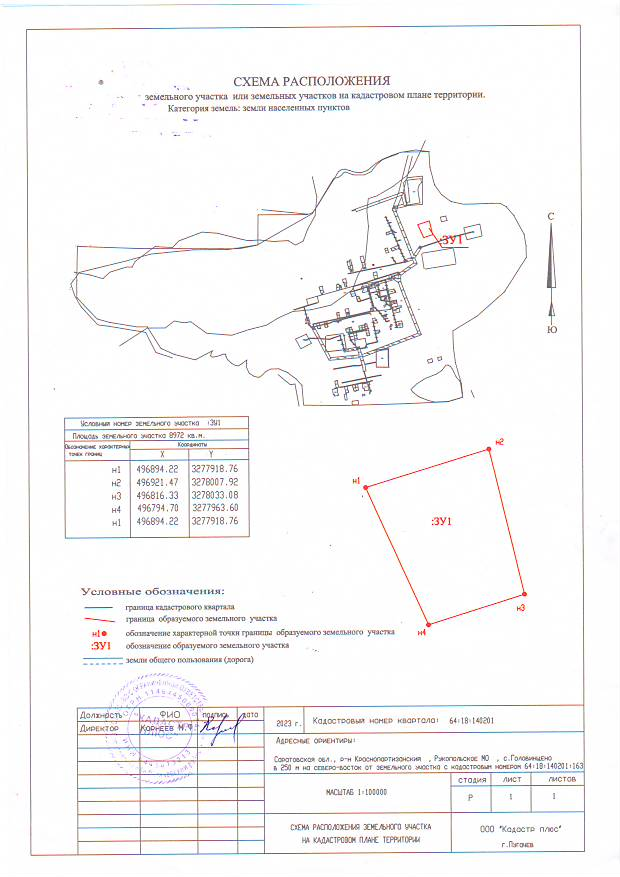 СХЕМА РАСПОЛОЖЕНИЯ
земельного участка или земельных участков на кадастровом плане территории.
Категория земель: земли населенных пунктов
С
:ЗУ1
Ю
Условный номер земельного участка :ЗУ1
Площадь земельного участка 8972 кв.м.
Обозначение характерных точек границ Координаты
X Y
н1 496894.22 3277918.76
н2 496921.47 3278007.92
н3 496816.33 3278033.08
н4 496794.70 3277963.60
н1 496894.22 3277918.76
н2
н1
:ЗУ1
н3
н4
Условные обозначения:
граница кадастрового квартала
граница образуемого земельного участка
н1 обозначение характерной точки границы образуемого земельного участка
:ЗУ1 обозначение образуемого земельного участка
земли общего пользования (дорога)
Должность ФИО подпись дата
Директор Корнеев М.Ф.
2023 г. Кадастровый номер квартала: 64:18:140201
Адресные ориентиры:
Саратовская обл., р-н Краснопартизанский , Рукопольское МО , с.Головинщено
в 250 м на северо-восток от земельного участка с кадастровым номером 64:18:140201:163
МАСШТАБ 1:100000
стадия лист листов
Р 1 1
СХЕМА РАСПОЛОЖЕНИЯ ЗЕМЕЛЬНОГО УЧАСТКА
НА КАДАСТРОВОМ ПЛАНЕ ТЕРРИТОРИИ
ООО "Кадастр плюс"
г.Пугачев